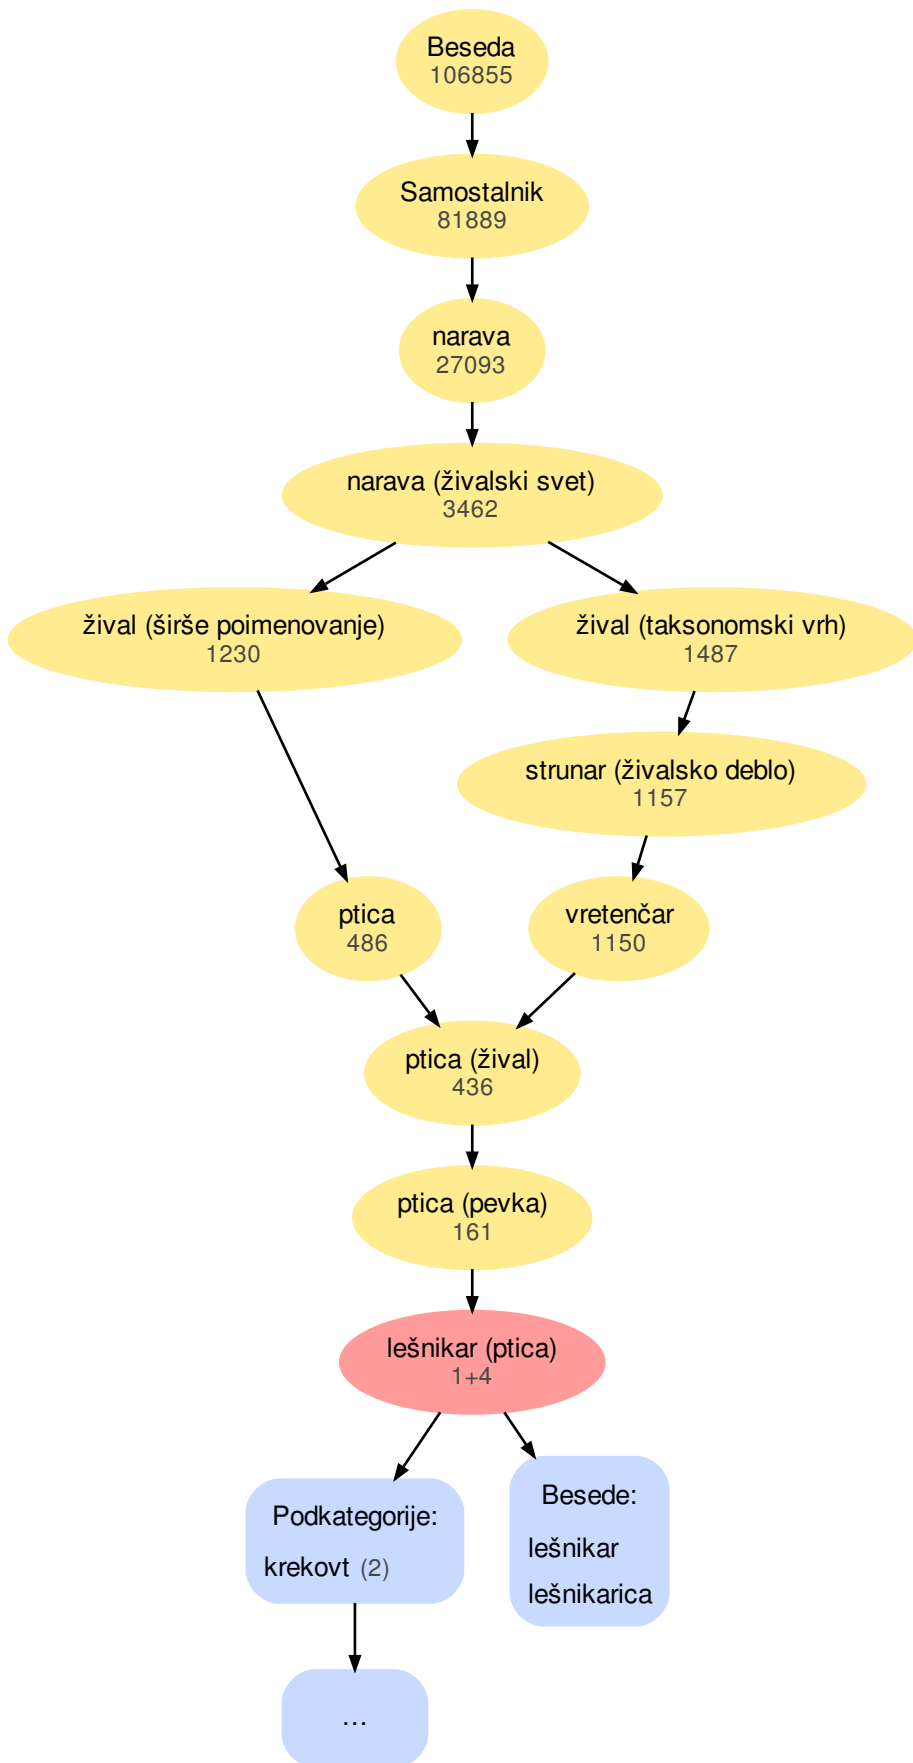 Beseda
106855
Samostalnik
81889
narava
27093
narava (živalski svet)
3462
žival (širše poimenovanje)
1230
žival (taksonomski vrh)
1487
strunar (živalsko deblo)
1157
ptica
486
vretenčar
1150
ptica (žival)
436
ptica (pevka)
161
lešnikar (ptica)
1+4
Podkategorije:
krekovt (2)
Besede:
lešnikar
lešnikarica
...